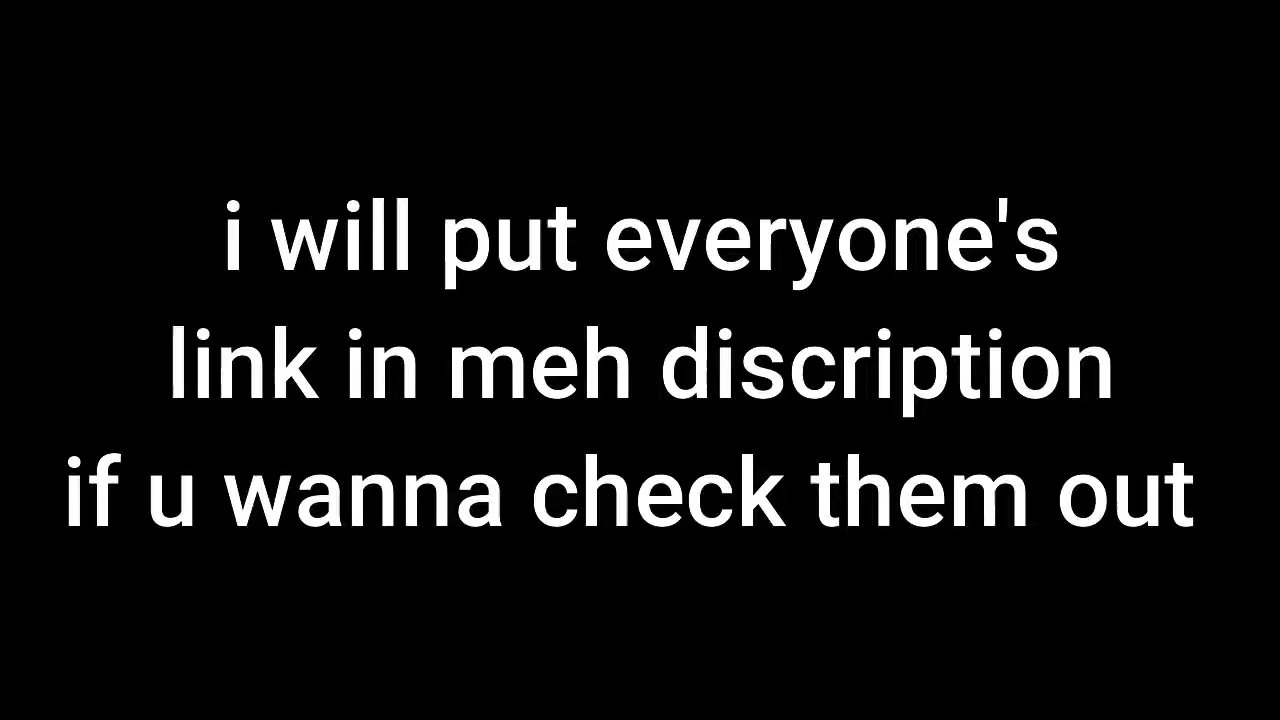 i will put everyone's
link in meh discription
if u wanna check them out